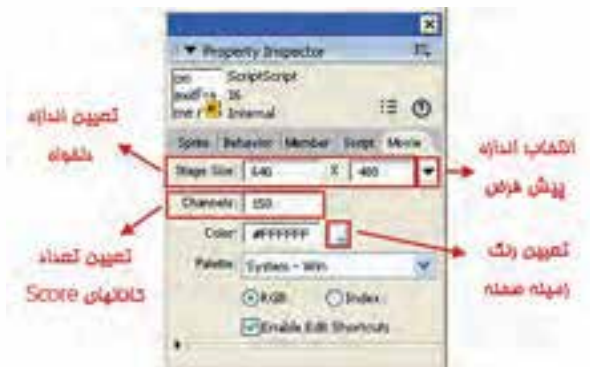 Property Inspector
ScriptScript
16
Internal
Sprite Behavior Member Script Movie
Stage Size: 640 X 480
Channels: 150
Color: #FFFFFF
Palette: System - Win
RGB Index
Enable Edit Shortcuts
تعیین اندازه
دلخواه
تعیین تعداد
کانالهای Score
انتخاب اندازه
پیش فرض
تعیین رنگ
زمینه صفحه